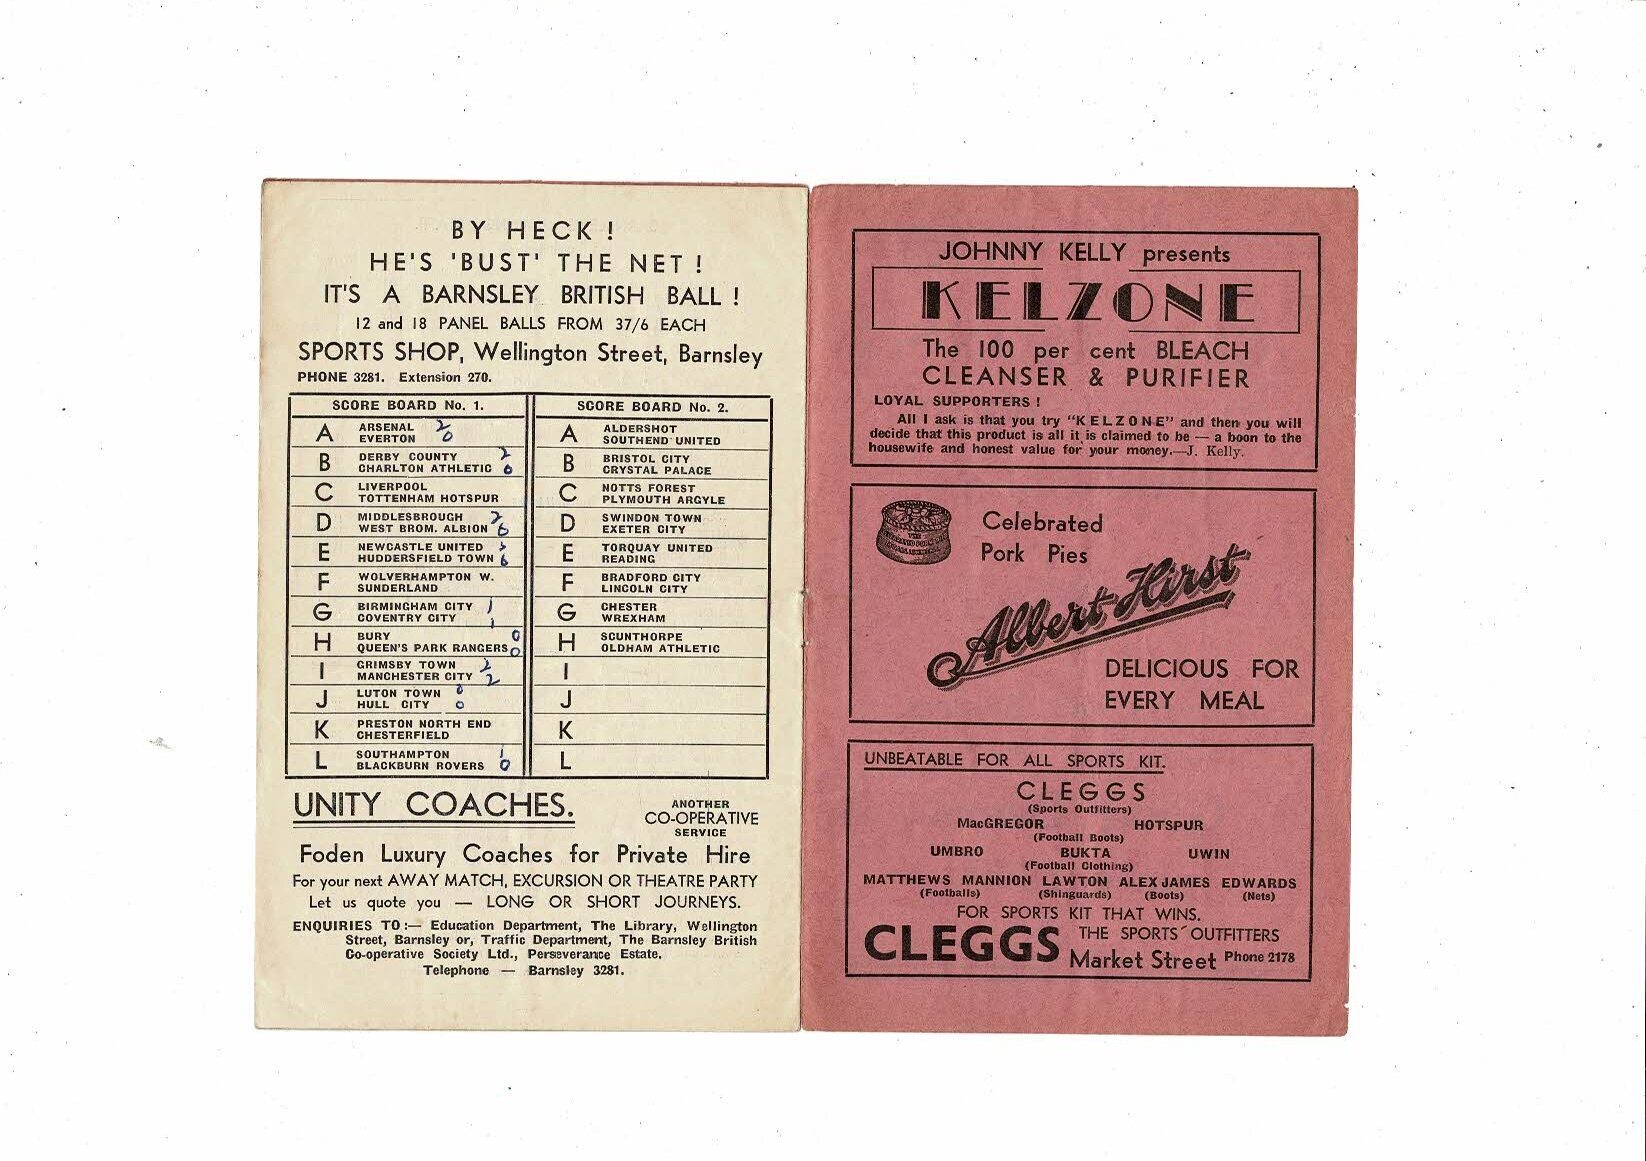 BY HECK !
HE'S 'BUST' THE NET !
IT'S A BARNSLEY BRITISH BALL !
12 and 18 PANEL BALLS FROM 37/6 EACH
SPORTS SHOP, Wellington Street, Barnsley
PHONE 3281. Extension 270.
SCORE BOARD No. 1.
A ARSENAL 2
EVERTON 0
B DERBY COUNTY 2
CHARLTON ATHLETIC 0
C LIVERPOOL
TOTTENHAM HOTSPUR
D MIDDLESBROUGH 2
WEST BROM. ALBION
E NEWCASTLE UNITED
HUDDERSFIELD TOWN
F WOLVERHAMPTON W.
SUNDERLAND
G BIRMINGHAM CITY 1
COVENTRY CITY 1
H BURY 0
QUEEN'S PARK RANGERS 0
I GRIMSBY TOWN 2
MANCHESTER CITY 2
J LUTON TOWN 0
HULL CITY 0
K PRESTON NORTH END
CHESTERFIELD
L SOUTHAMPTON 1
BLACKBURN ROVERS 0
SCORE BOARD No. 2.
A ALDERSHOT
SOUTHEND UNITED
B BRISTOL CITY
CRYSTAL PALACE
C NOTTS FOREST
PLYMOUTH ARGYLE
D SWINDON TOWN
EXETER CITY
E TORQUAY UNITED
READING
F BRADFORD CITY
LINCOLN CITY
G CHESTER
WREXHAM
H SCUNTHORPE
OLDHAM ATHLETIC
I
J
K
L
UNITY COACHES.
ANOTHER
CO-OPERATIVE
SERVICE
Foden Luxury Coaches for Private Hire
For your next AWAY MATCH, EXCURSION OR THEATRE PARTY
Let us quote you — LONG OR SHORT JOURNEYS.
ENQUIRIES TO :— Education Department, The Library, Wellington
Street, Barnsley or, Traffic Department, The Barnsley British
Co-operative Society Ltd., Perseverance Estate.
Telephone — Barnsley 3281.
JOHNNY KELLY presents
KELZONE
The 100 per cent BLEACH
CLEANSER & PURIFIER
LOYAL SUPPORTERS !
All I ask is that you try "KELZONE" and then you will
decide that this product is all it is claimed to be — a boon to the
housewife and honest value for your money.—J. Kelly.
Celebrated
Pork Pies
Albert Hirst
DELICIOUS FOR
EVERY MEAL
UNBEATABLE FOR ALL SPORTS KIT.
CLEGGS
(Sports Outfitters)
MacGREGOR HOTSPUR
(Football Boots)
UMBRO BUKTA UWIN
(Football Clothing)
MATTHEWS MANNION LAWTON ALEX JAMES EDWARDS
(Footballs) (Shinguards) (Boots) (Nets)
FOR SPORTS KIT THAT WINS.
CLEGGS THE SPORTS OUTFITTERS
Market Street Phone 2178